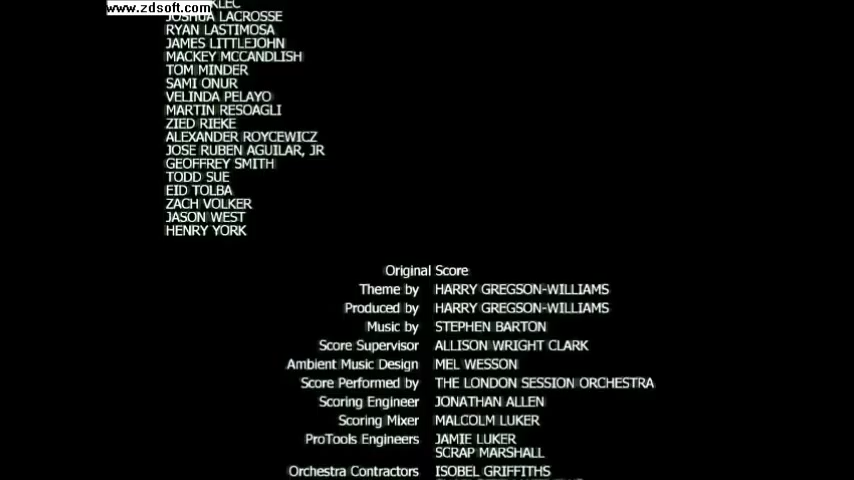 www.zdsoft.com
JOSHUA LACROSSE
RYAN LASTIMOSA
JAMES LITTLEJOHN
MACKEY MCCANDLISH
TOM MINDER
SAMI ONUR
VELINDA PELAYO
MARTIN RESOAGLI
ZIED RIEKE
ALEXANDER ROYCEWICZ
JOSE RUBEN AGUILAR, JR
GEOFFREY SMITH
TODD SUE
EID TOLBA
ZACH VOLKER
JASON WEST
HENRY YORK
Original Score
Theme by HARRY GREGSON-WILLIAMS
Produced by HARRY GREGSON-WILLIAMS
Music by STEPHEN BARTON
Score Supervisor ALLISON WRIGHT CLARK
Ambient Music Design MEL WESSON
Score Performed by THE LONDON SESSION ORCHESTRA
Scoring Engineer JONATHAN ALLEN
Scoring Mixer MALCOLM LUKER
ProTools Engineers JAMIE LUKER
SCRAP MARSHALL
Orchestra Contractors ISOBEL GRIFFITHS